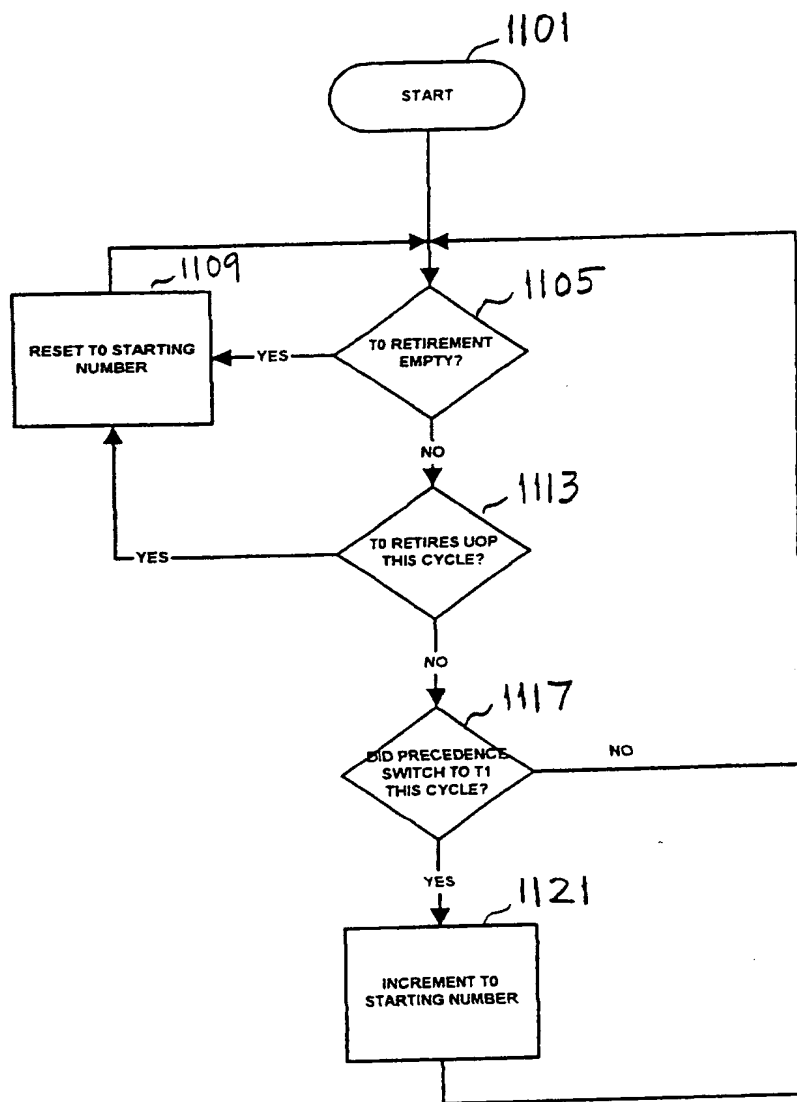 1101
START
1109
1105
RESET T0 STARTING
NUMBER
YES
T0 RETIREMENT
EMPTY?
NO
1113
YES
T0 RETIRES UOP
THIS CYCLE?
NO
1117
DID PRECEDENCE
SWITCH TO T1
THIS CYCLE?
NO
YES
1121
INCREMENT T0
STARTING NUMBER